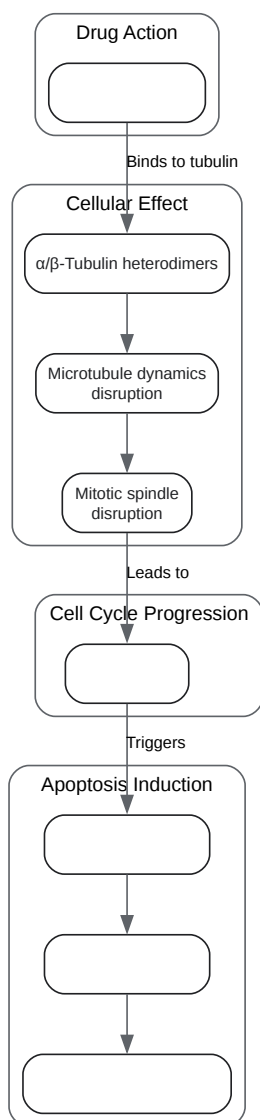 Drug Action
Binds to tubulin
Cellular Effect
α/β-Tubulin heterodimers
Microtubule dynamics
disruption
Mitotic spindle
disruption
Leads to
Cell Cycle Progression
Triggers
Apoptosis Induction